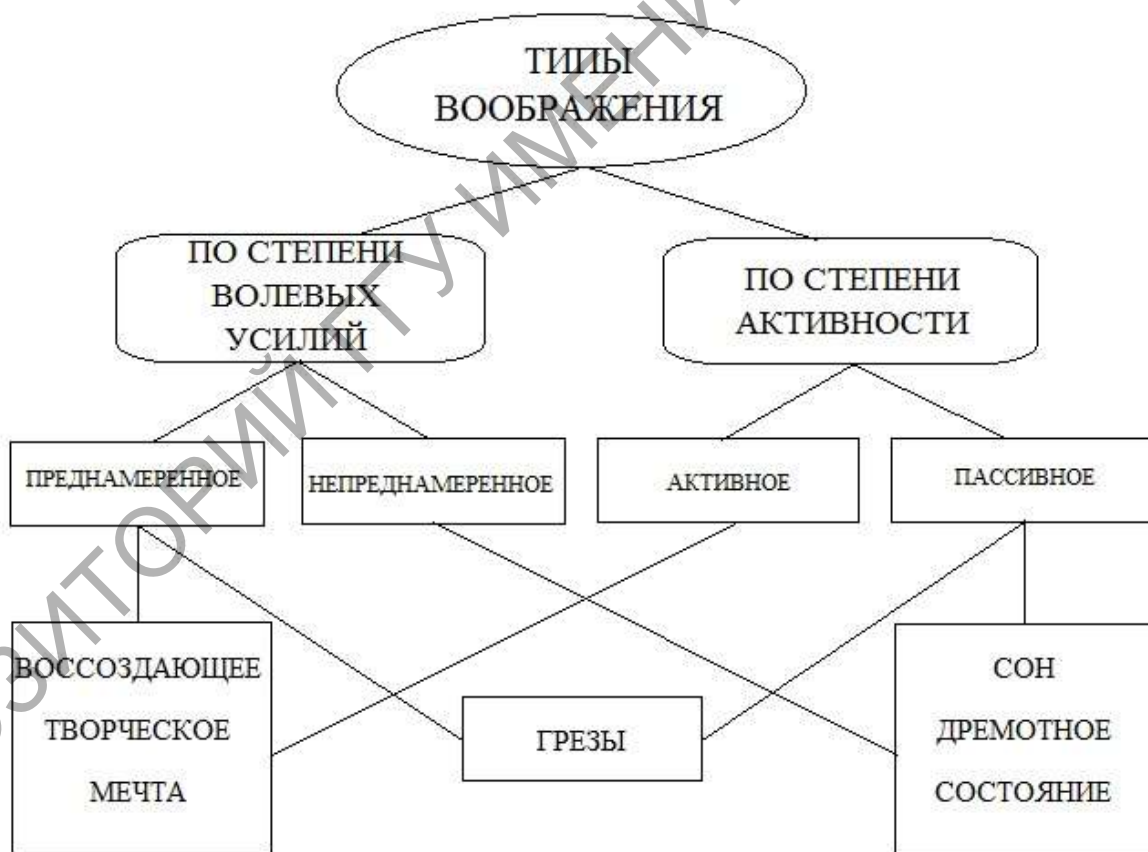 ТИПЫ
ВООБРАЖЕНИЯ
ПО СТЕПЕНИ
ВОЛЕВЫХ
УСИЛИЙ
ПО СТЕПЕНИ
АКТИВНОСТИ
ПРЕДНАМЕРЕННОЕ
НЕПРЕДНАМЕРЕННОЕ
АКТИВНОЕ
ПАССИВНОЕ
ВОССОЗДАЮЩЕЕ
ТВОРЧЕСКОЕ
МЕЧТА
ГРЕЗЫ
СОН
ДРЕМОТНОЕ
СОСТОЯНИЕ
ГГУ